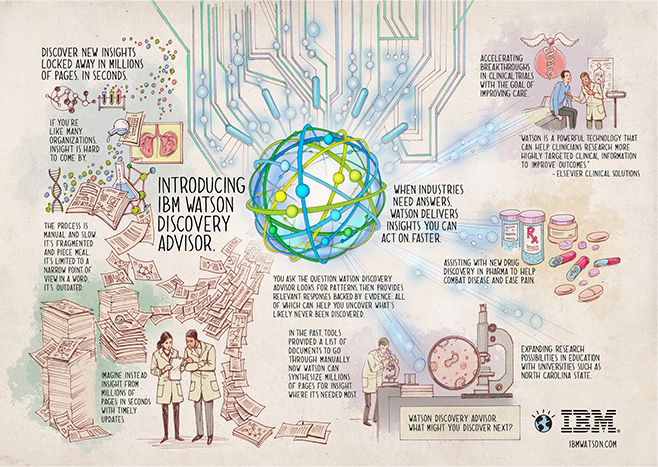 DISCOVER NEW INSIGHTS
LOCKED AWAY IN MILLIONS
OF PAGES, IN SECONDS.
IF YOU'RE
LIKE MANY
ORGANIZATIONS,
INSIGHT IS HARD
TO COME BY.
THE PROCESS IS
MANUAL AND SLOW.
IT'S FRAGMENTED
AND PIECE MEAL.
IT'S LIMITED TO A
NARROW POINT OF
VIEW IN A WORD,
IT'S OUTDATED.
IMAGINE INSTEAD
INSIGHT FROM
MILLIONS OF
PAGES IN SECONDS
WITH TIMELY
UPDATES.
INTRODUCING
IBM WATSON
DISCOVERY
ADVISOR.
WHEN INDUSTRIES
NEED ANSWERS,
WATSON DELIVERS
INSIGHTS YOU CAN
ACT ON FASTER.
YOU ASK THE QUESTION, WATSON DISCOVERY
ADVISOR LOOKS FOR PATTERNS, THEN PROVIDES
RELEVANT RESPONSES BACKED BY EVIDENCE, ALL
OF WHICH CAN HELP YOU UNCOVER WHAT'S
LIKELY NEVER BEEN DISCOVERED.
IN THE PAST, TOOLS
PROVIDED A LIST OF
DOCUMENTS TO GO
THROUGH MANUALLY.
NOW WATSON CAN
SYNTHESIZE MILLIONS
OF PAGES FOR INSIGHT
WHERE IT'S NEEDED MOST.
ACCELERATING
BREAKTHROUGHS
IN CLINICAL TRIALS
WITH THE GOAL OF
IMPROVING CARE.
"WATSON IS A POWERFUL TECHNOLOGY THAT
CAN HELP CLINICIANS RESEARCH MORE
HIGHLY TARGETED CLINICAL INFORMATION
TO IMPROVE OUTCOMES."
- ELSEVIER CLINICAL SOLUTIONS
Rx
ASSISTING WITH NEW DRUG
DISCOVERY IN PHARMA TO HELP
COMBAT DISEASE AND EASE PAIN.
EXPANDING RESEARCH
POSSIBILITIES IN EDUCATION
WITH UNIVERSITIES SUCH AS
NORTH CAROLINA STATE.
WATSON DISCOVERY ADVISOR.
WHAT MIGHT YOU DISCOVER NEXT?
IBM
IBMWATSON.COM